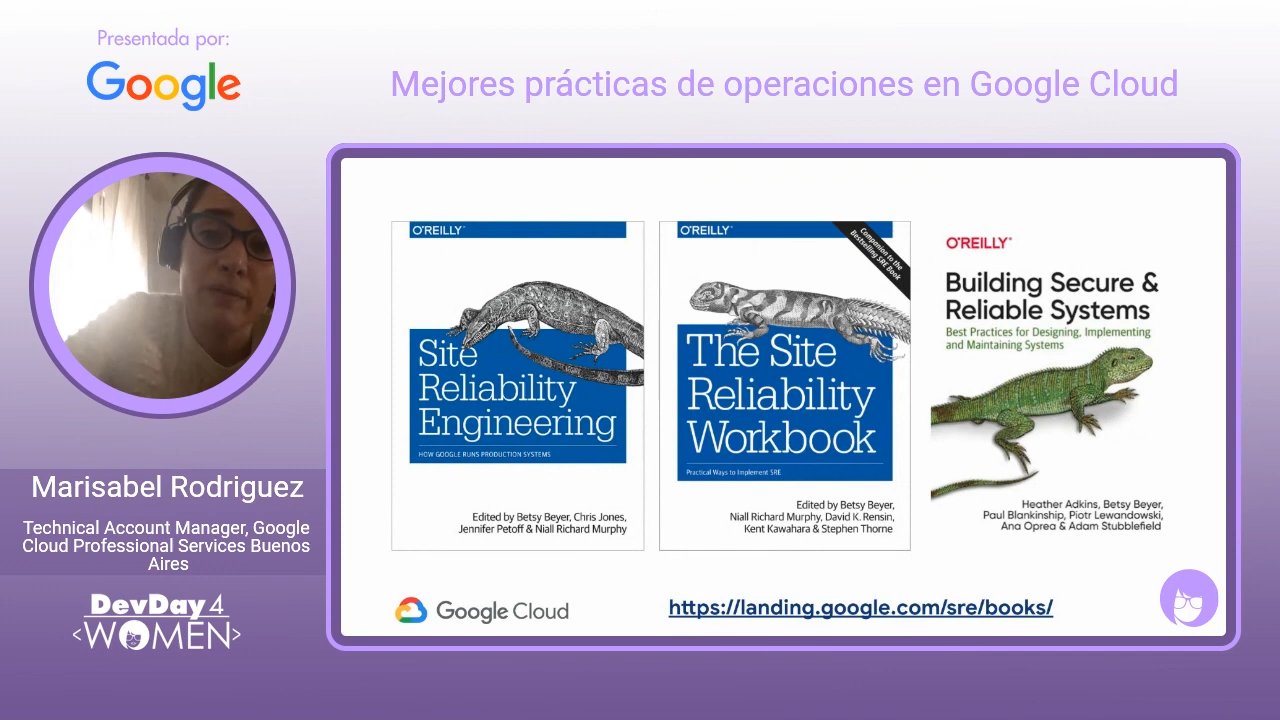 Presentada por:
Google
Mejores prácticas de operaciones en Google Cloud
O'REILLY
Site
Reliability
Engineering
HOW GOOGLE RUNS PRODUCTION SYSTEMS
Edited by Betsy Beyer, Chris Jones,
Jennifer Petoff & Niall Richard Murphy
O'REILLY
Companion to the
Bestselling SRE Book
The Site
Reliability
Workbook
Practical Ways to Implement SRE
Edited by Betsy Beyer,
Niall Richard Murphy, David K. Rensin,
Kent Kawahara & Stephen Thorne
O'REILLY
Building Secure &
Reliable Systems
Best Practices for Designing, Implementing
and Maintaining Systems
Heather Adkins, Betsy Beyer,
Paul Blankinship, Piotr Lewandowski,
Ana Oprea & Adam Stubblefield
Google Cloud
https://landing.google.com/sre/books/
Marisabel Rodriguez
Technical Account Manager, Google
Cloud Professional Services Buenos
Aires
DevDay 4
<WOMEN>